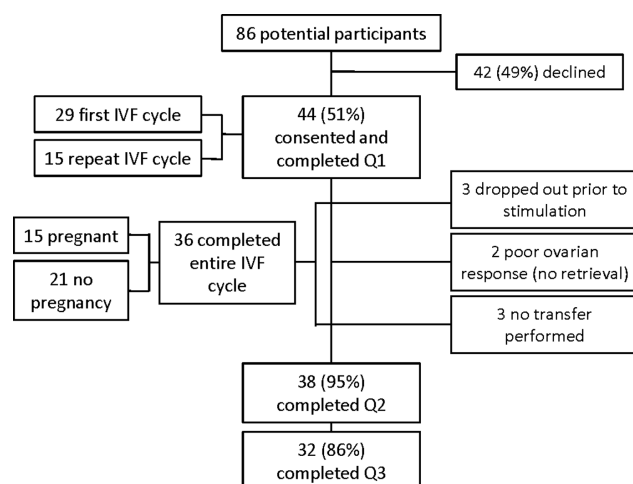 86 potential participants
42 (49%) declined
29 first IVF cycle
15 repeat IVF cycle
44 (51%)
consented and
completed Q1
3 dropped out prior to
stimulation
15 pregnant
21 no
pregnancy
36 completed
entire IVF
cycle
2 poor ovarian
response (no retrieval)
3 no transfer
performed
38 (95%)
completed Q2
32 (86%)
completed Q3